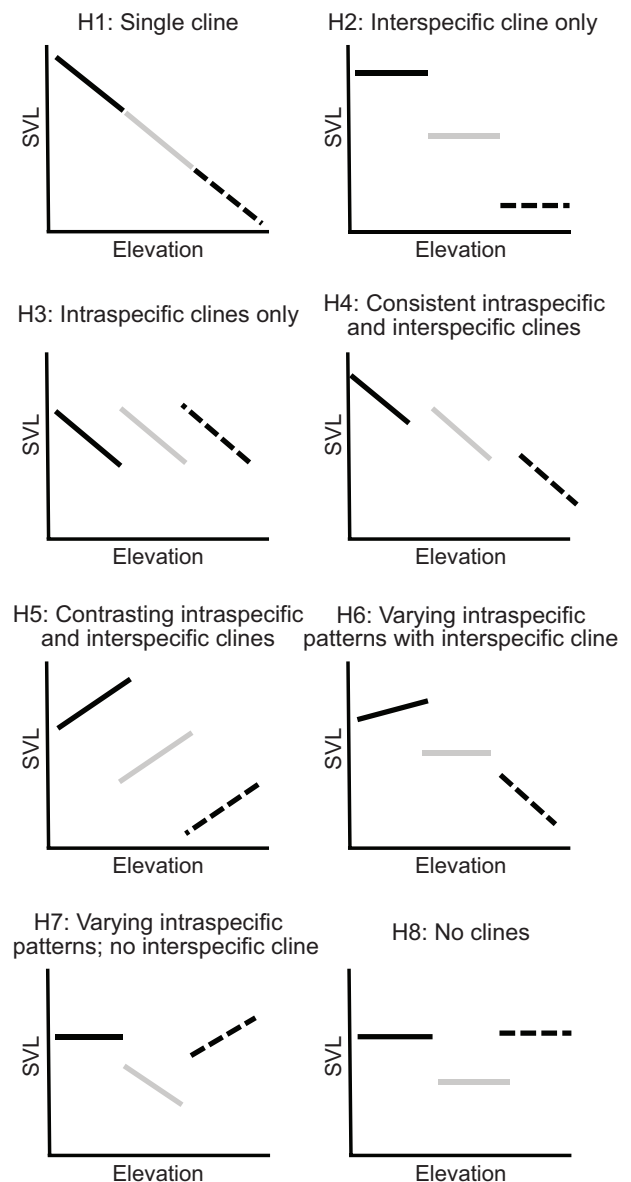 H1: Single cline
H2: Interspecific cline only
SVL
Elevation
SVL
Elevation
H3: Intraspecific clines only
H4: Consistent intraspecific
and interspecific clines
SVL
Elevation
SVL
Elevation
H5: Contrasting intraspecific
and interspecific clines
H6: Varying intraspecific
patterns with interspecific cline
SVL
Elevation
SVL
Elevation
H7: Varying intraspecific
patterns; no interspecific cline
H8: No clines
SVL
Elevation
SVL
Elevation